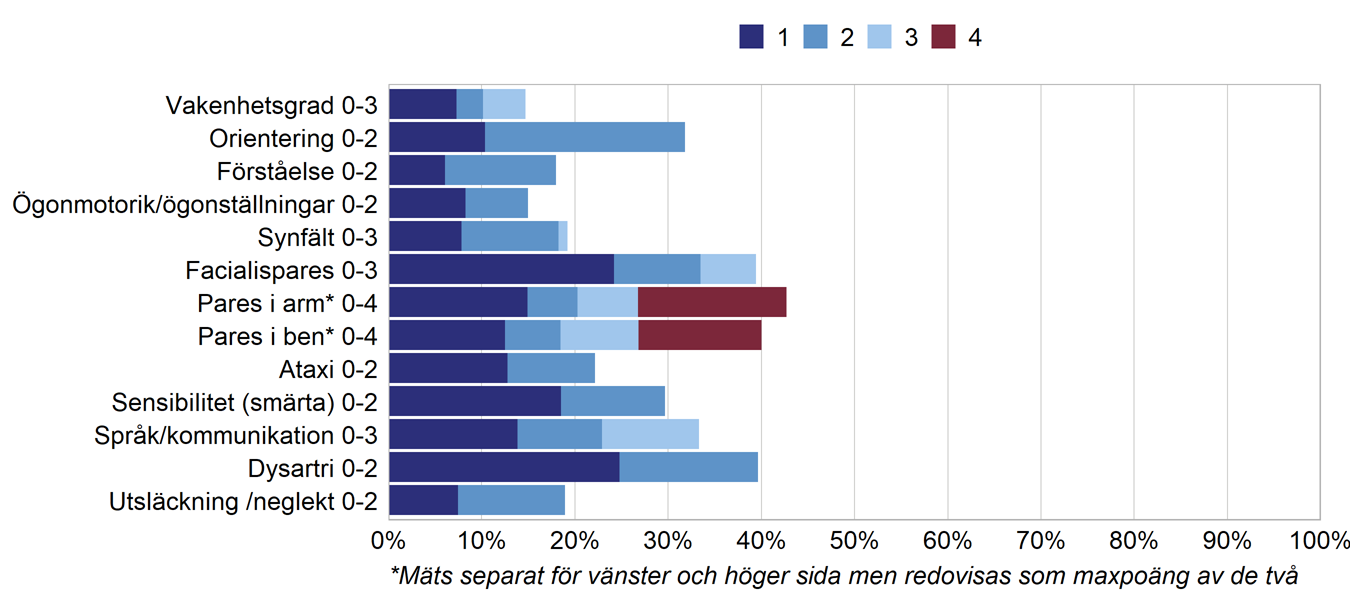 1 2 3 4
Vakenhetsgrad 0-3
Orientering 0-2
Förståelse 0-2
Ögonmotorik/ögonställningar 0-2
Synfält 0-3
Facialispares 0-3
Pares i arm* 0-4
Pares i ben* 0-4
Ataxi 0-2
Sensibilitet (smärta) 0-2
Språk/kommunikation 0-3
Dysartri 0-2
Utsläckning /neglekt 0-2
0% 10% 20% 30% 40% 50% 60% 70% 80% 90% 100%
*Mäts separat för vänster och höger sida men redovisas som maxpoäng av de två